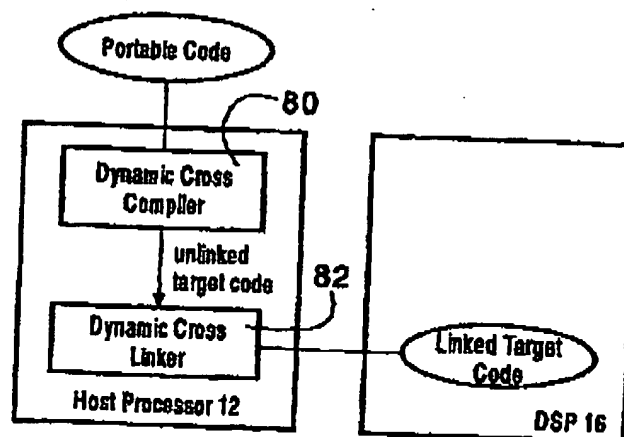 Portable Code
80
Dynamic Cross
Compiler
unlinked
target code
82
Dynamic Cross
Linker
Host Processor 12
Linked Target
Code
DSP 16